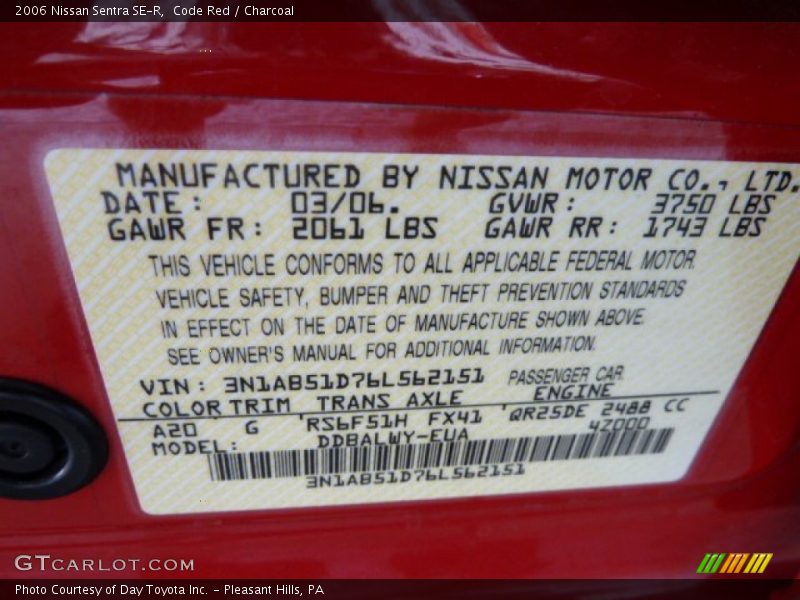 2006 Nissan Sentra SE-R,  Code Red / Charcoal
MANUFACTURED BY NISSAN MOTOR CO., LTD.
DATE: 03/06. GVWR: 3750 LBS
GAWR FR: 2061 LBS GAWR RR: 1743 LBS
THIS VEHICLE CONFORMS TO ALL APPLICABLE FEDERAL MOTOR
VEHICLE SAFETY, BUMPER AND THEFT PREVENTION STANDARDS
IN EFFECT ON THE DATE OF MANUFACTURE SHOWN ABOVE.
SEE OWNER'S MANUAL FOR ADDITIONAL INFORMATION.
VIN: 3N1AB51D76L562151 PASSENGER CAR.
COLOR TRIM TRANS AXLE ENGINE
A20 G RS6F51H FX41 QR25DE 2488 CC
MODEL: DDBALWY-EUA 4Z000
3N1AB51D76L562151
GTCARLOT.COM
Photo Courtesy of Day Toyota Inc. - Pleasant Hills, PA